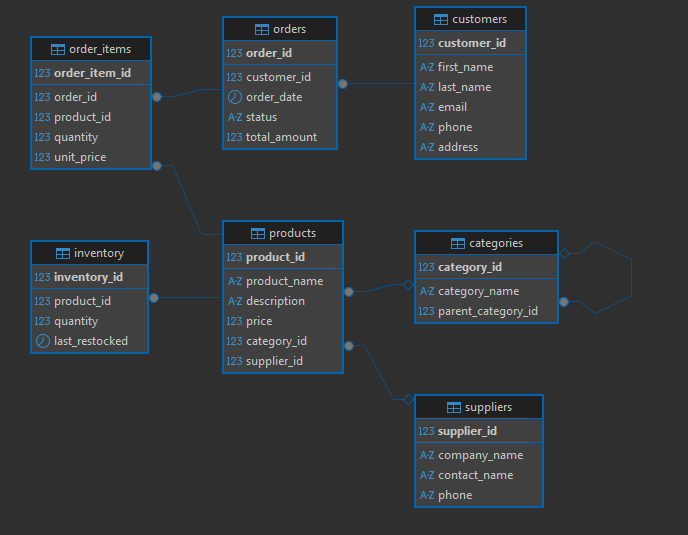 order_items
123 order_item_id
123 order_id
123 product_id
123 quantity
123 unit_price
orders
123 order_id
123 customer_id
order_date
A-Z status
123 total_amount
customers
123 customer_id
A-Z first_name
A-Z last_name
A-Z email
A-Z phone
A-Z address
inventory
123 inventory_id
123 product_id
123 quantity
last_restocked
products
123 product_id
A-Z product_name
A-Z description
123 price
123 category_id
123 supplier_id
categories
123 category_id
A-Z category_name
123 parent_category_id
suppliers
123 supplier_id
A-Z company_name
A-Z contact_name
A-Z phone